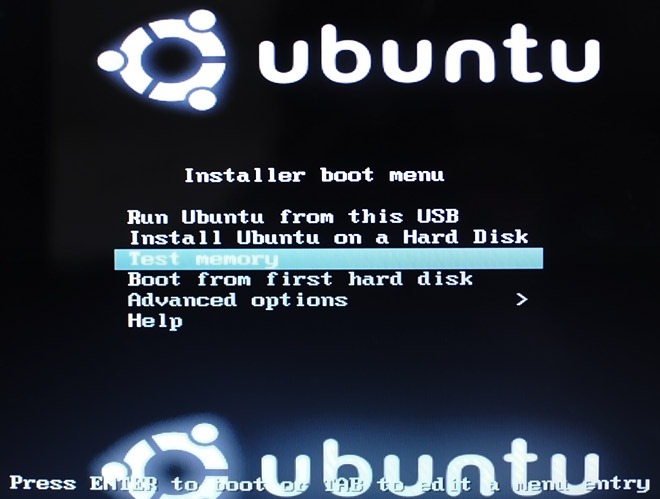 ubuntu
Installer boot menu
Run Ubuntu from this USB
Install Ubuntu on a Hard Disk
Test memory
Boot from first hard disk
Advanced options >
Help
ubuntu
Press ENTER to boot or TAB to edit a menu entry